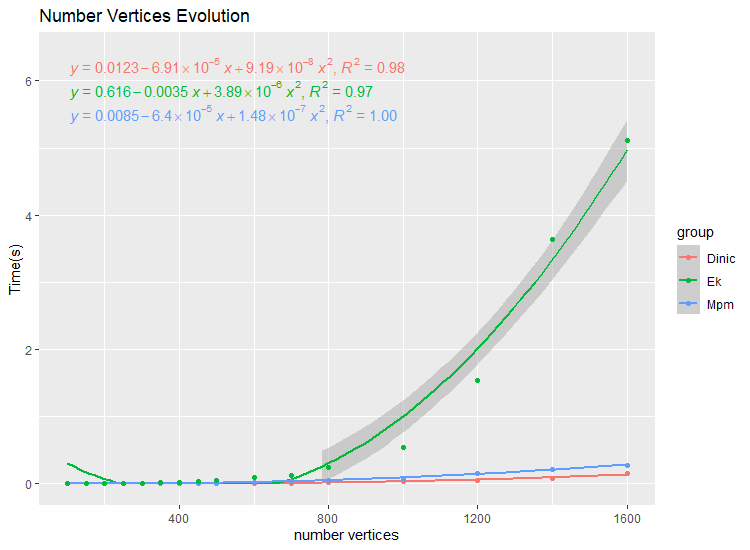 Number Vertices Evolution
y = 0.0123 − 6.91 × 10⁻⁵ x + 9.19 × 10⁻⁸ x², R² = 0.98
y = 0.616 − 0.0035 x + 3.89 × 10⁻⁶ x², R² = 0.97
y = 0.0085 − 6.4 × 10⁻⁵ x + 1.48 × 10⁻⁷ x², R² = 1.00
6
4
2
0
Time(s)
400 800 1200 1600
number vertices
group
Dinic
Ek
Mpm